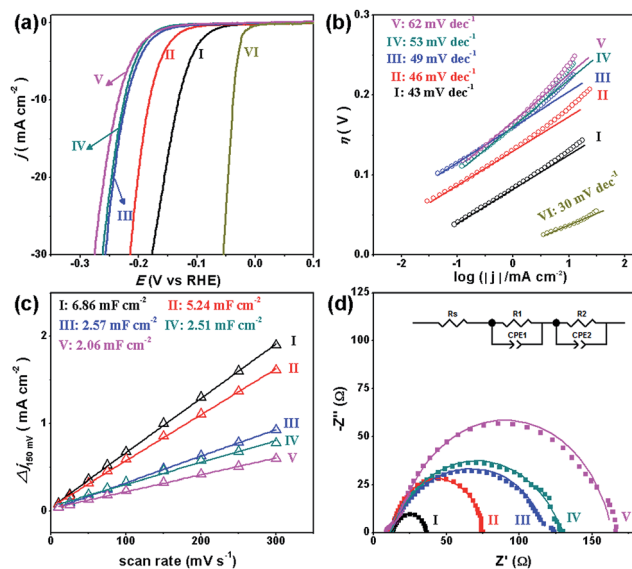 (a)
I
II
VI
V
IV
III
0
-10
-20
-30
j ( mA cm⁻²)
-0.3
-0.2
-0.1
0.0
0.1
E (V vs RHE)
(b)
V: 62 mV dec⁻¹
IV: 53 mV dec⁻¹
III: 49 mV dec⁻¹
II: 46 mV dec⁻¹
I: 43 mV dec⁻¹
V
IV
III
II
I
VI: 30 mV dec⁻¹
0.3
0.2
0.1
0.0
η ( V )
-2
-1
0
1
2
log (|j|/mA cm⁻²)
(c)
I: 6.86 mF cm⁻² II: 5.24 mF cm⁻²
III: 2.57 mF cm⁻² IV: 2.51 mF cm⁻²
V: 2.06 mF cm⁻²
I
II
III
IV
V
2
1
0
0
50
100
150
200
250
300
350
scan rate (mV s⁻¹)
(d)
Rs R1 R2
CPE1 CPE2
I
II
III
IV
V
-125
-100
-75
-50
-25
0
-Z'' (Ω)
0
50
100
150
200
Z' (Ω)